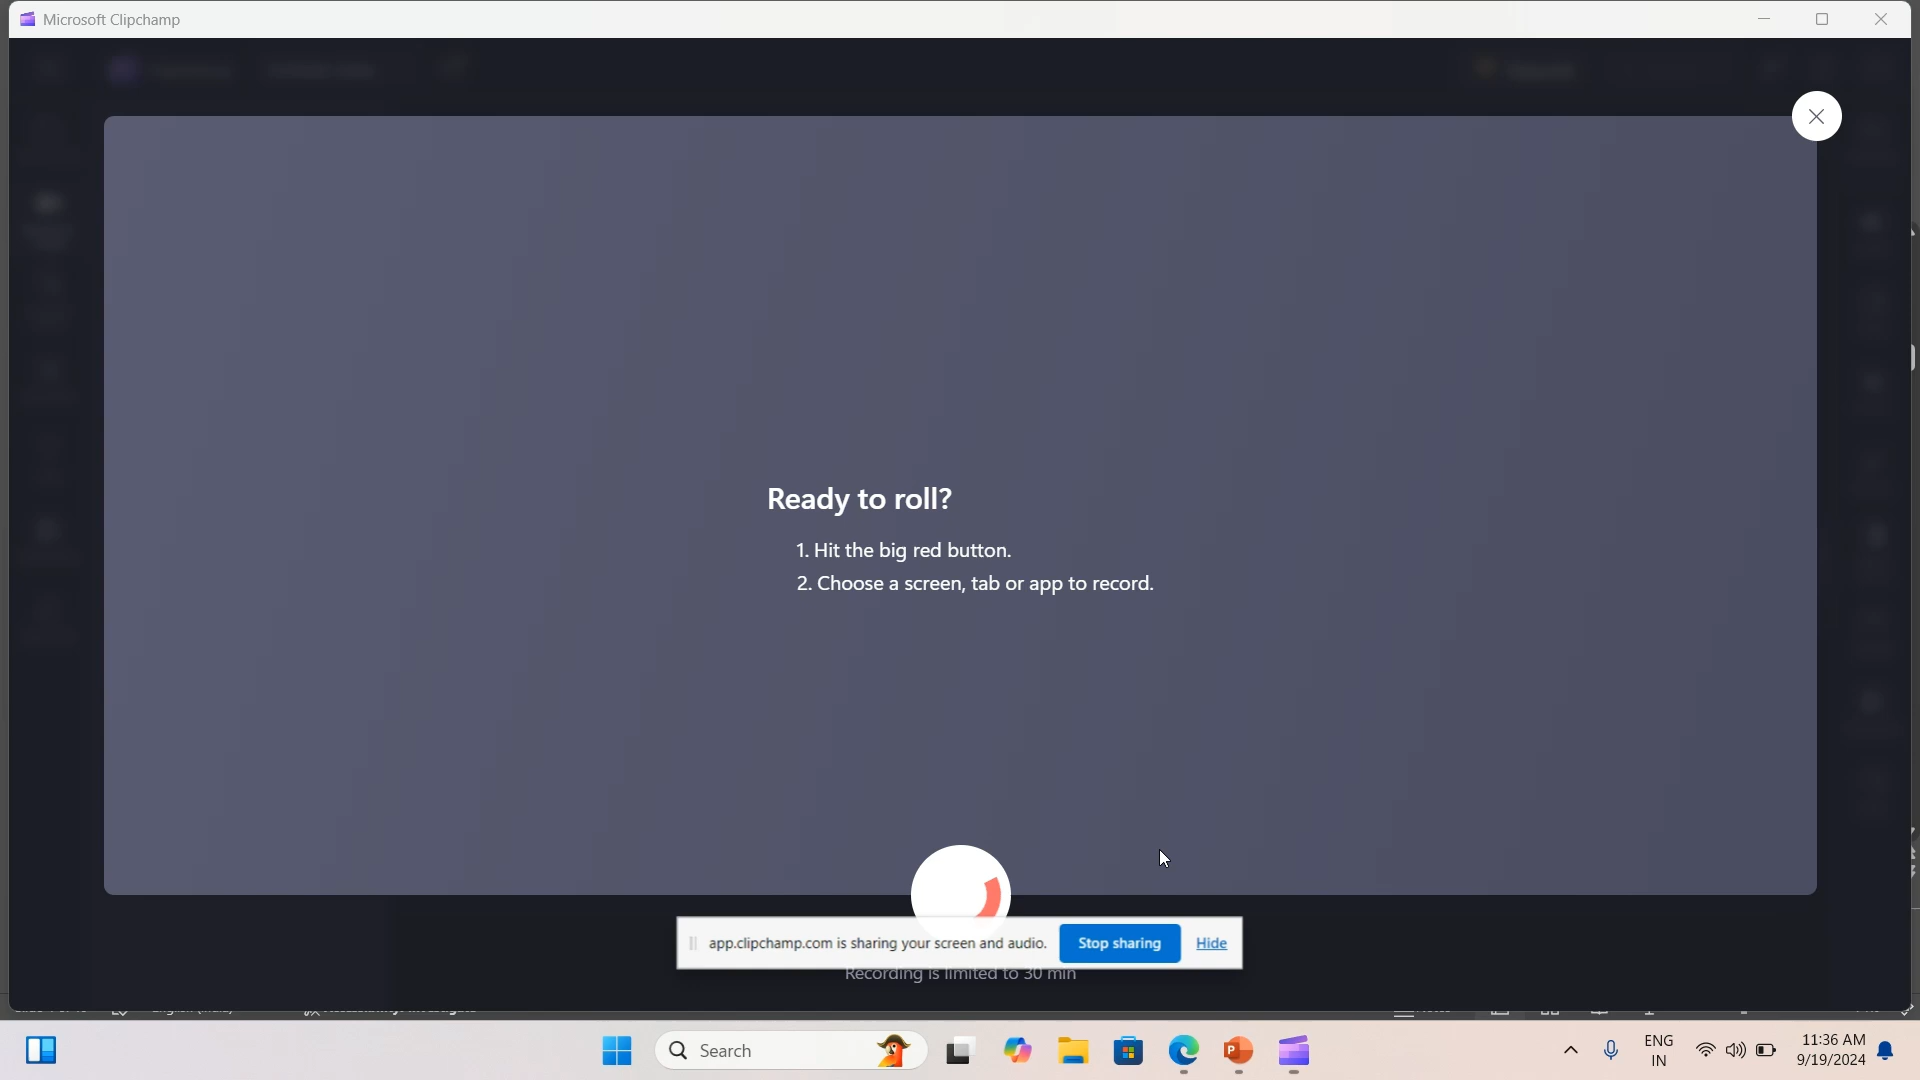 Microsoft Clipchamp
Ready to roll?
1. Hit the big red button.
2. Choose a screen, tab or app to record.
app.clipchamp.com is sharing your screen and audio.
Stop sharing
Hide
Recording is limited to 30 min
Search
ENG
IN
11:36 AM
9/19/2024